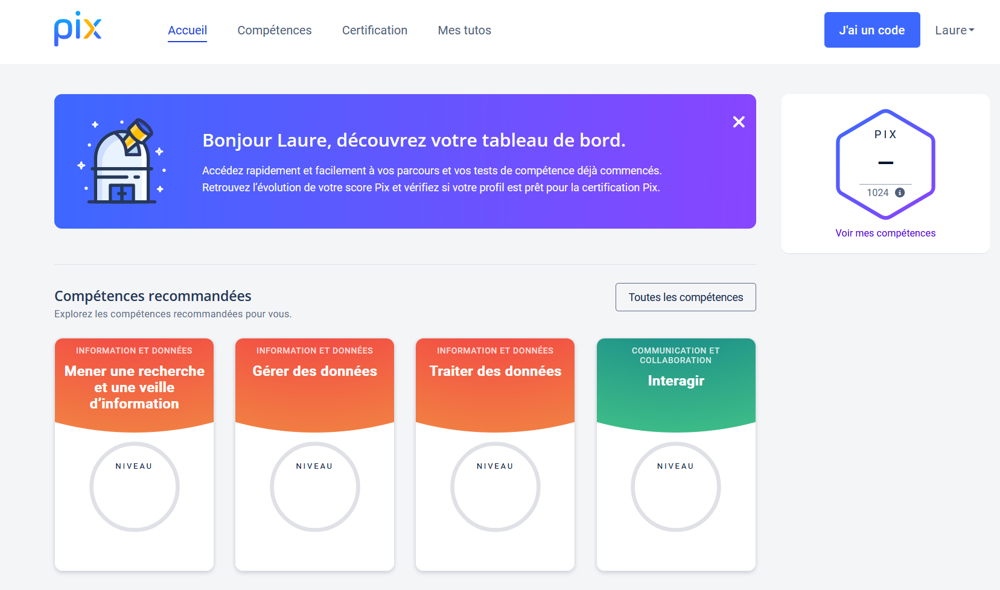 pix
Accueil
Compétences
Certification
Mes tutos
J'ai un code
Laure
Bonjour Laure, découvrez votre tableau de bord.
Accédez rapidement et facilement à vos parcours et vos tests de compétence déjà commencés.
Retrouvez l’évolution de votre score Pix et vérifiez si votre profil est prêt pour la certification Pix.
PIX
–
1024
Voir mes compétences
Compétences recommandées
Explorez les compétences recommandées pour vous.
Toutes les compétences
INFORMATION ET DONNÉES
Mener une recherche
et une veille
d’information
NIVEAU
INFORMATION ET DONNÉES
Gérer des données
NIVEAU
INFORMATION ET DONNÉES
Traiter des données
NIVEAU
COMMUNICATION ET
COLLABORATION
Interagir
NIVEAU